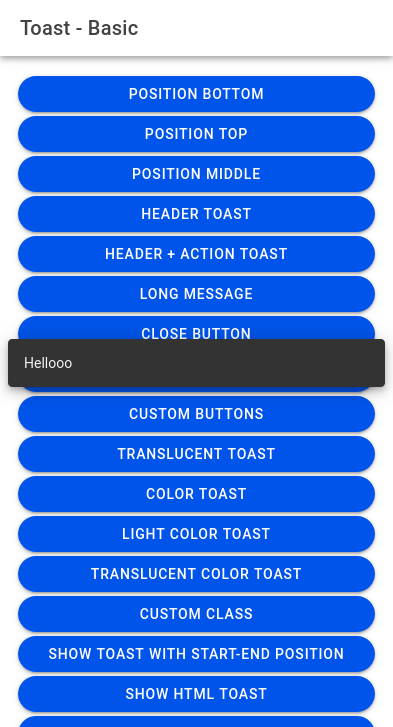 Toast - Basic
POSITION BOTTOM
POSITION TOP
POSITION MIDDLE
HEADER TOAST
HEADER + ACTION TOAST
LONG MESSAGE
CLOSE BUTTON
Hellooo
CUSTOM BUTTONS
TRANSLUCENT TOAST
COLOR TOAST
LIGHT COLOR TOAST
TRANSLUCENT COLOR TOAST
CUSTOM CLASS
SHOW TOAST WITH START-END POSITION
SHOW HTML TOAST